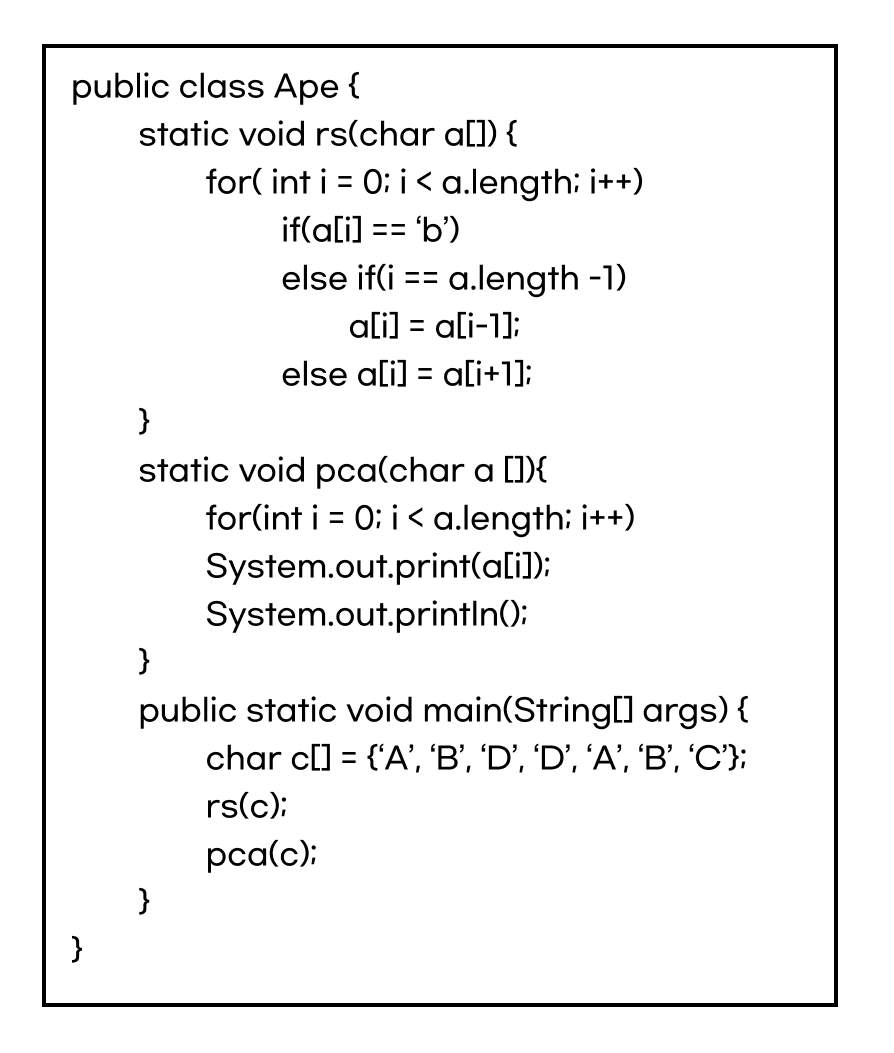 public class Ape {
static void rs(char a[]) {
for( int i = 0; i < a.length; i++)
if(a[i] == ‘b’)
else if(i == a.length -1)
a[i] = a[i-1];
else a[i] = a[i+1];
}
static void pca(char a []){
for(int i = 0; i < a.length; i++)
System.out.print(a[i]);
System.out.println();
}
public static void main(String[] args) {
char c[] = {‘A’, ‘B’, ‘D’, ‘D’, ‘A’, ‘B’, ‘C’};
rs(c);
pca(c);
}
}